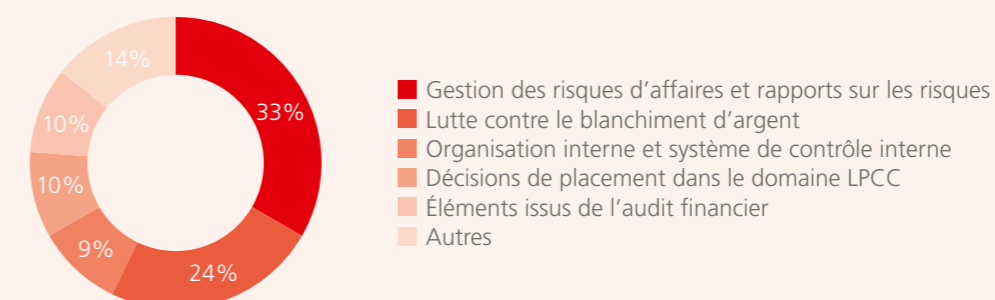 14%
33%
10%
10%
9%
24%
Gestion des risques d'affaires et rapports sur les risques
Lutte contre le blanchiment d'argent
Organisation interne et système de contrôle interne
Décisions de placement dans le domaine LPCC
Éléments issus de l'audit financier
Autres